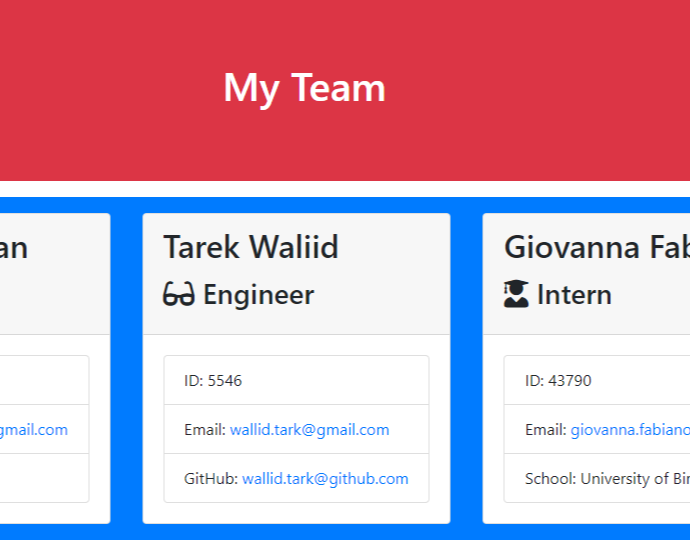 My Team
an
gmail.com
Tarek Waliid
Engineer
ID: 5546
Email: wallid.tark@gmail.com
GitHub: wallid.tark@github.com
Giovanna Fab
Intern
ID: 43790
Email: giovanna.fabiano
School: University of Bir